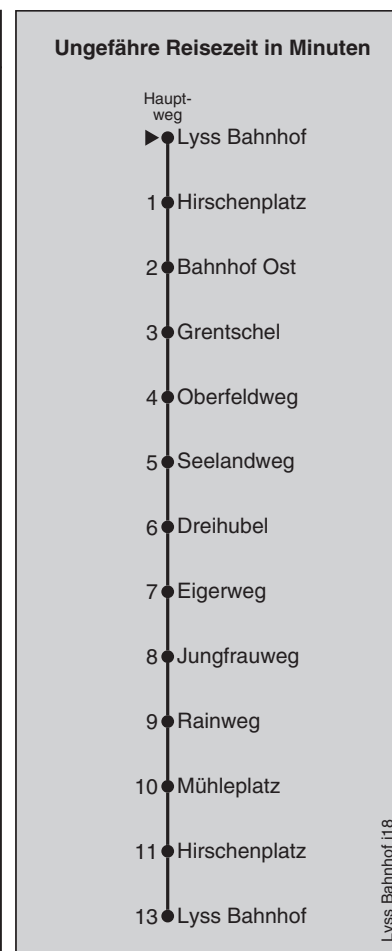 Ungefähre Reisezeit in Minuten
Haupt-
weg
Lyss Bahnhof
1 Hirschenplatz
2 Bahnhof Ost
3 Grentschel
4 Oberfeldweg
5 Seelandweg
6 Dreihubel
7 Eigerweg
8 Jungfrauweg
9 Rainweg
10 Mühleplatz
11 Hirschenplatz
13 Lyss Bahnhof
Lyss Bahnhof i18